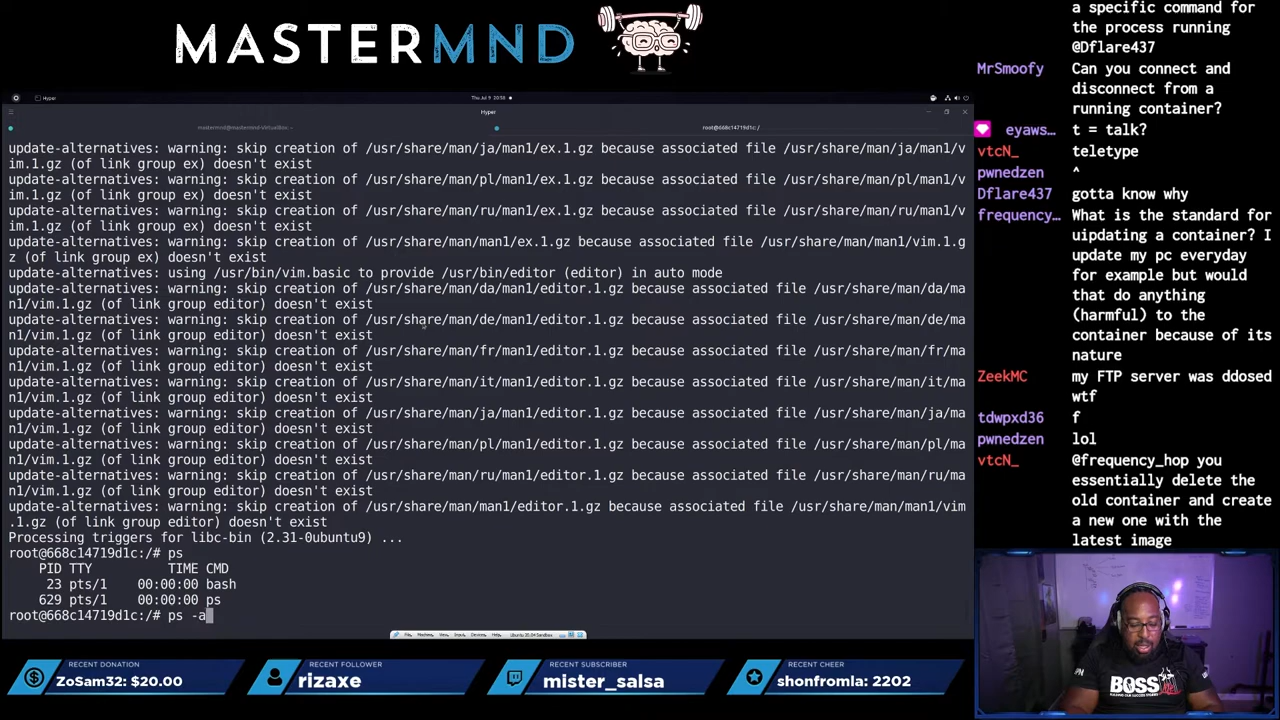 MASTERMND
Hyper
Thu Jul 9 20:58
Hyper
mastermnd@mastermnd-VirtualBox:~
root@668c14719d1c: /
update-alternatives: warning: skip creation of /usr/share/man/ja/man1/ex.1.gz because associated file /usr/share/man/ja/man1/v
im.1.gz (of link group ex) doesn't exist
update-alternatives: warning: skip creation of /usr/share/man/pl/man1/ex.1.gz because associated file /usr/share/man/pl/man1/v
im.1.gz (of link group ex) doesn't exist
update-alternatives: warning: skip creation of /usr/share/man/ru/man1/ex.1.gz because associated file /usr/share/man/ru/man1/v
im.1.gz (of link group ex) doesn't exist
update-alternatives: warning: skip creation of /usr/share/man/man1/ex.1.gz because associated file /usr/share/man/man1/vim.1.g
z (of link group ex) doesn't exist
update-alternatives: using /usr/bin/vim.basic to provide /usr/bin/editor (editor) in auto mode
update-alternatives: warning: skip creation of /usr/share/man/da/man1/editor.1.gz because associated file /usr/share/man/da/ma
n1/vim.1.gz (of link group editor) doesn't exist
update-alternatives: warning: skip creation of /usr/share/man/de/man1/editor.1.gz because associated file /usr/share/man/de/ma
n1/vim.1.gz (of link group editor) doesn't exist
update-alternatives: warning: skip creation of /usr/share/man/fr/man1/editor.1.gz because associated file /usr/share/man/fr/ma
n1/vim.1.gz (of link group editor) doesn't exist
update-alternatives: warning: skip creation of /usr/share/man/it/man1/editor.1.gz because associated file /usr/share/man/it/ma
n1/vim.1.gz (of link group editor) doesn't exist
update-alternatives: warning: skip creation of /usr/share/man/ja/man1/editor.1.gz because associated file /usr/share/man/ja/ma
n1/vim.1.gz (of link group editor) doesn't exist
update-alternatives: warning: skip creation of /usr/share/man/pl/man1/editor.1.gz because associated file /usr/share/man/pl/ma
n1/vim.1.gz (of link group editor) doesn't exist
update-alternatives: warning: skip creation of /usr/share/man/ru/man1/editor.1.gz because associated file /usr/share/man/ru/ma
n1/vim.1.gz (of link group editor) doesn't exist
update-alternatives: warning: skip creation of /usr/share/man/man1/editor.1.gz because associated file /usr/share/man/man1/vim
.1.gz (of link group editor) doesn't exist
Processing triggers for libc-bin (2.31-0ubuntu9) ...
root@668c14719d1c:/# ps
PID TTY TIME CMD
23 pts/1 00:00:00 bash
629 pts/1 00:00:00 ps
root@668c14719d1c:/# ps -a
File Machine View Input Devices Help Ubuntu 20.04 Sandbox
a specific command for
the process running
@Dflare437
MrSmoofy Can you connect and
disconnect from a
running container?
eyaws… t = talk?
vtcN_ teletype
pwnedzen ^
Dflare437 gotta know why
frequency… What is the standard for
uipdating a container? I
update my pc everyday
for example but would
that do anything
(harmful) to the
container because of its
nature
ZeekMC my FTP server was ddosed
wtf
tdwpxd36 f
pwnedzen lol
vtcN_ @frequency_hop you
essentially delete the
old container and create
a new one with the
latest image
BOSS
RECENT DONATION
ZoSam32: $20.00
RECENT FOLLOWER
rizaxe
RECENT SUBSCRIBER
mister_salsa
RECENT CHEER
shonfromla: 2202